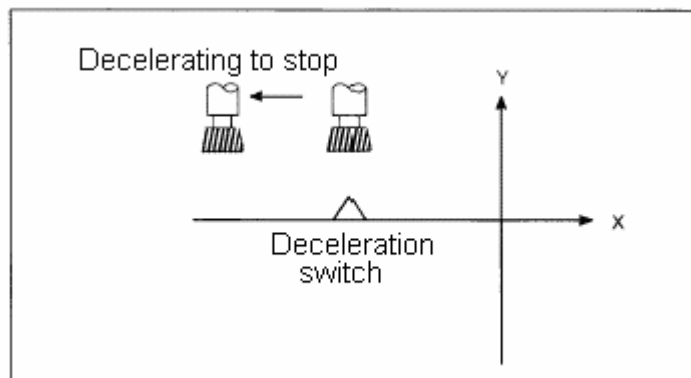 Decelerating to stop
Y
X
Deceleration
switch